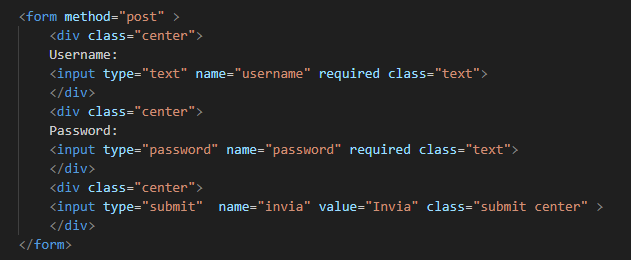 <form method="post" >
<div class="center">
Username:
<input type="text" name="username" required class="text">
</div>
<div class="center">
Password:
<input type="password" name="password" required class="text">
</div>
<div class="center">
<input type="submit"  name="invia" value="Invia" class="submit center" >
</div>
</form>